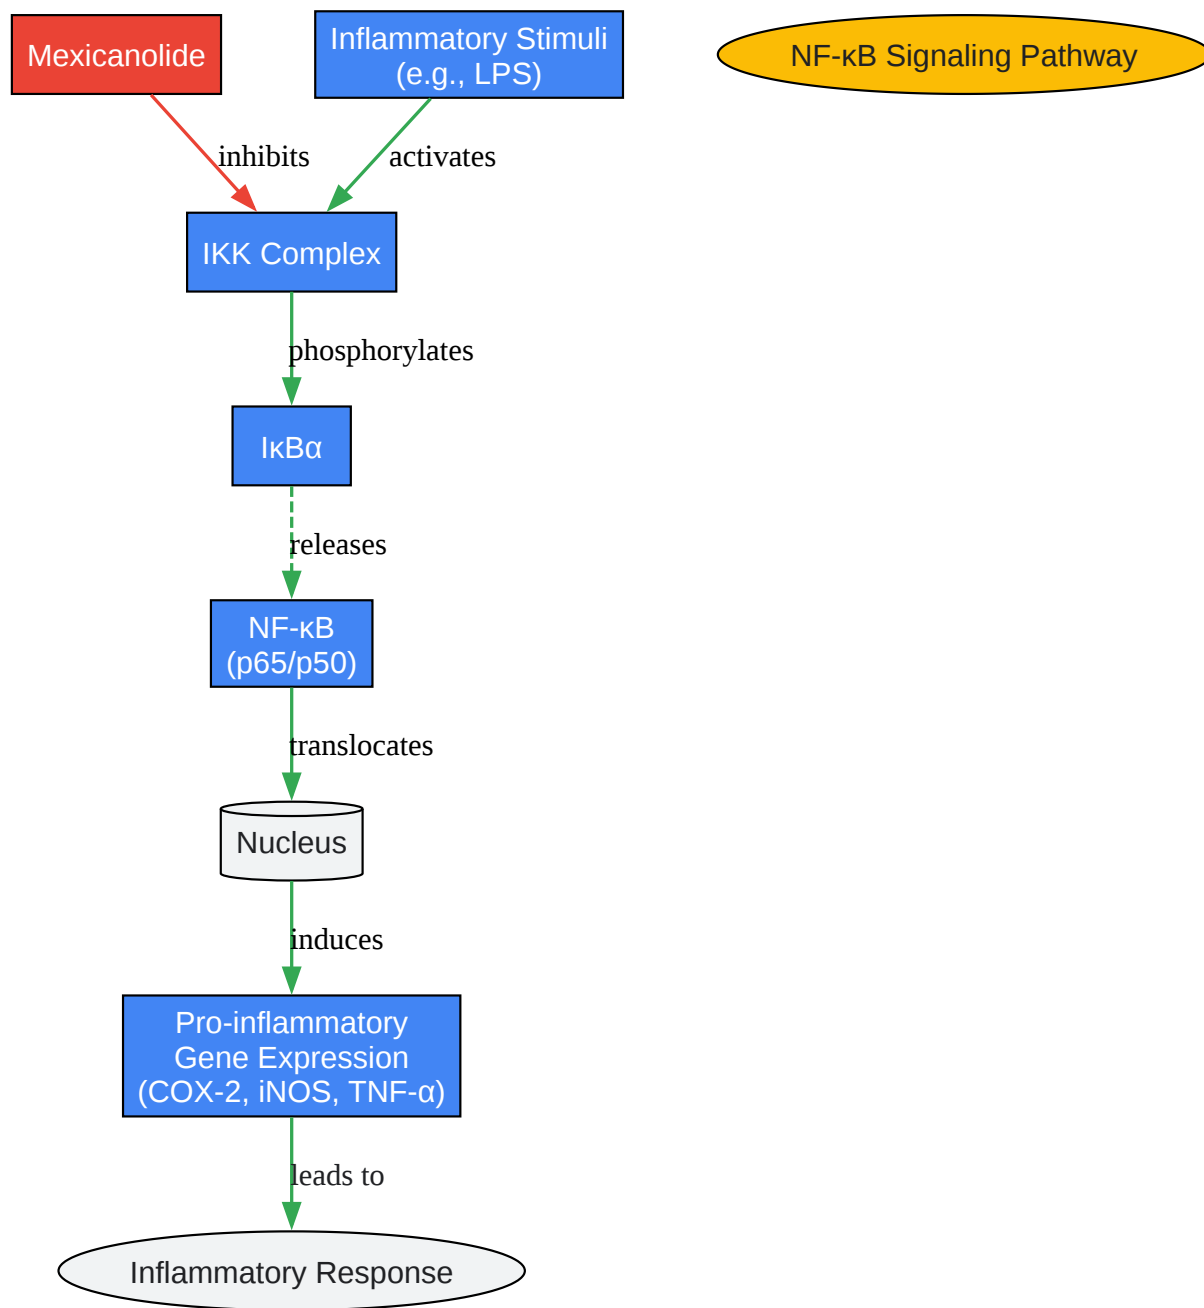 Mexicanolide
Inflammatory Stimuli
(e.g., LPS)
NF-κB Signaling Pathway
inhibits
activates
IKK Complex
phosphorylates
IκBα
releases
NF-κB
(p65/p50)
translocates
Nucleus
induces
Pro-inflammatory
Gene Expression
(COX-2, iNOS, TNF-α)
leads to
Inflammatory Response